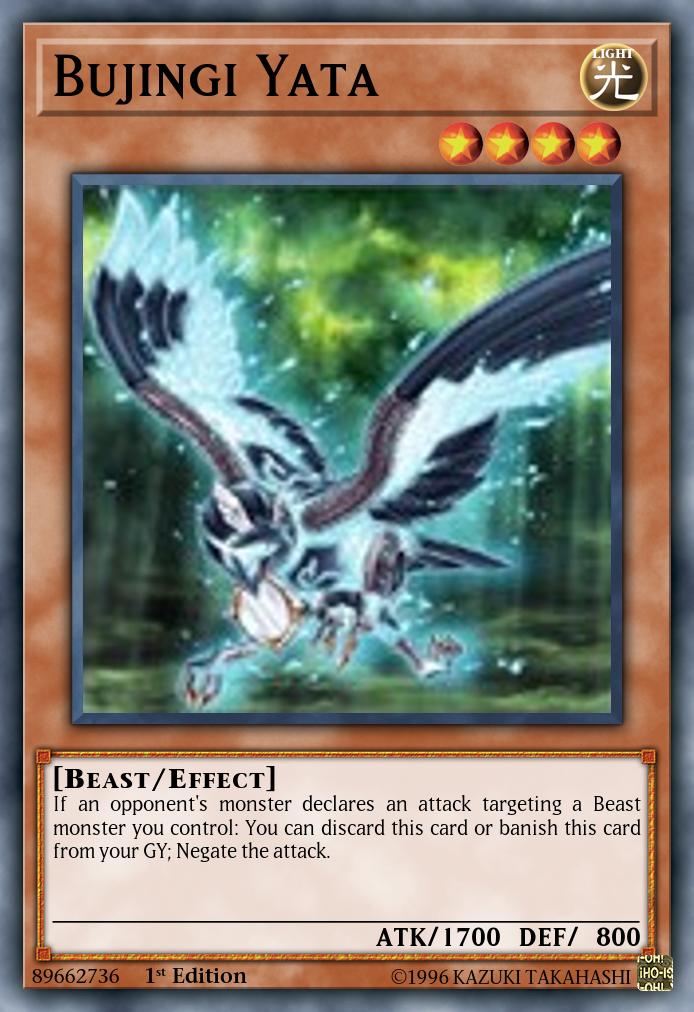 Bujingi Yata
LIGHT
光
[Beast/Effect]
If an opponent's monster declares an attack targeting a Beast
monster you control: You can discard this card or banish this card
from your GY; Negate the attack.
ATK/1700 DEF/ 800
89662736 1st Edition ©1996 KAZUKI TAKAHASHI